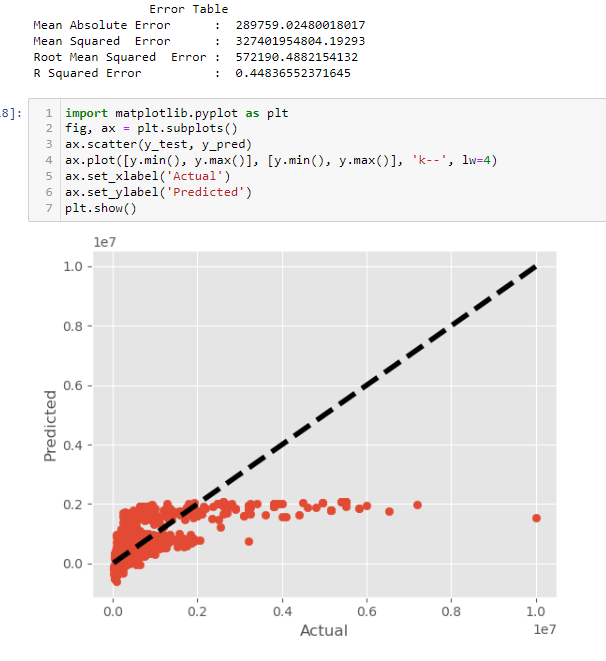 Error Table
Mean Absolute Error      :  289759.02480018017
Mean Squared  Error      :  327401954804.19293
Root Mean Squared  Error :  572190.4882154132
R Squared Error          :  0.44836552371645
8]:
1 import matplotlib.pyplot as plt
2 fig, ax = plt.subplots()
3 ax.scatter(y_test, y_pred)
4 ax.plot([y.min(), y.max()], [y.min(), y.max()], 'k--', lw=4)
5 ax.set_xlabel('Actual')
6 ax.set_ylabel('Predicted')
7 plt.show()
1e7
1.0
0.8
0.6
0.4
0.2
0.0
Predicted
0.0 0.2 0.4 0.6 0.8 1.0
Actual
1e7